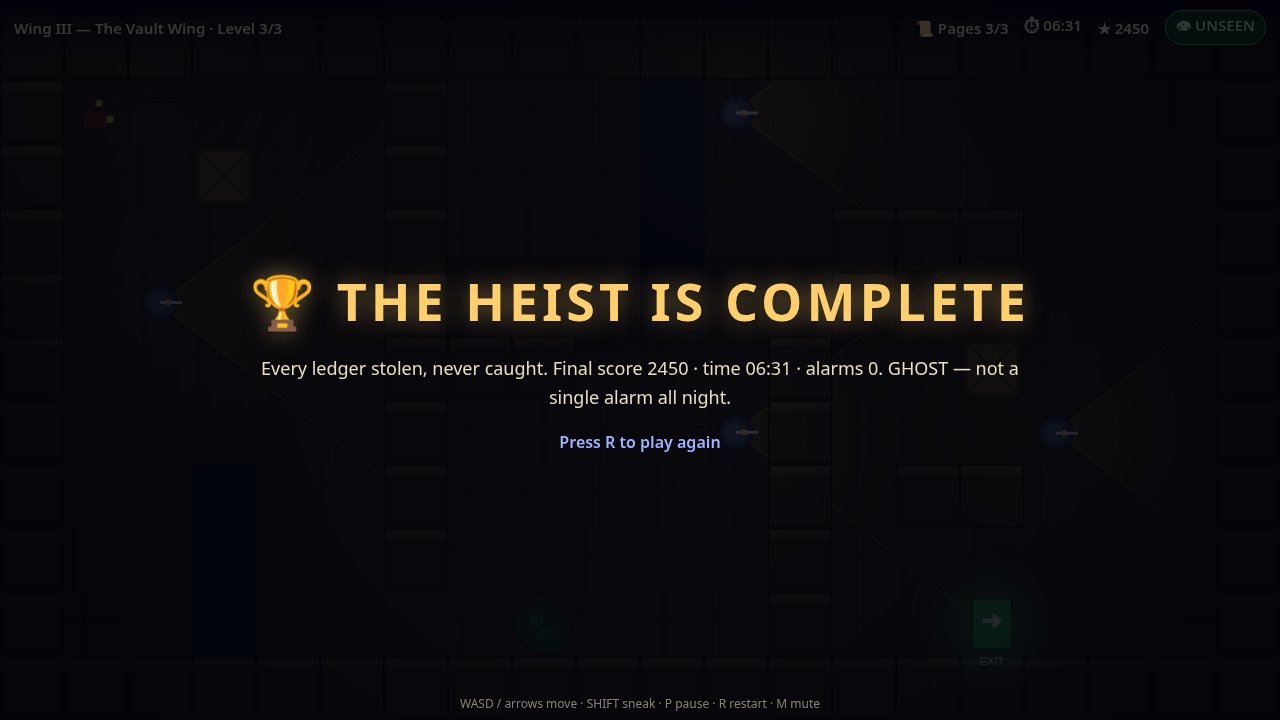 Wing III — The Vault Wing · Level 3/3
Pages 3/3
06:31
★ 2450
UNSEEN
THE HEIST IS COMPLETE
Every ledger stolen, never caught. Final score 2450 · time 06:31 · alarms 0. GHOST — not a
single alarm all night.
Press R to play again
EXIT
WASD / arrows move · SHIFT sneak · P pause · R restart · M mute